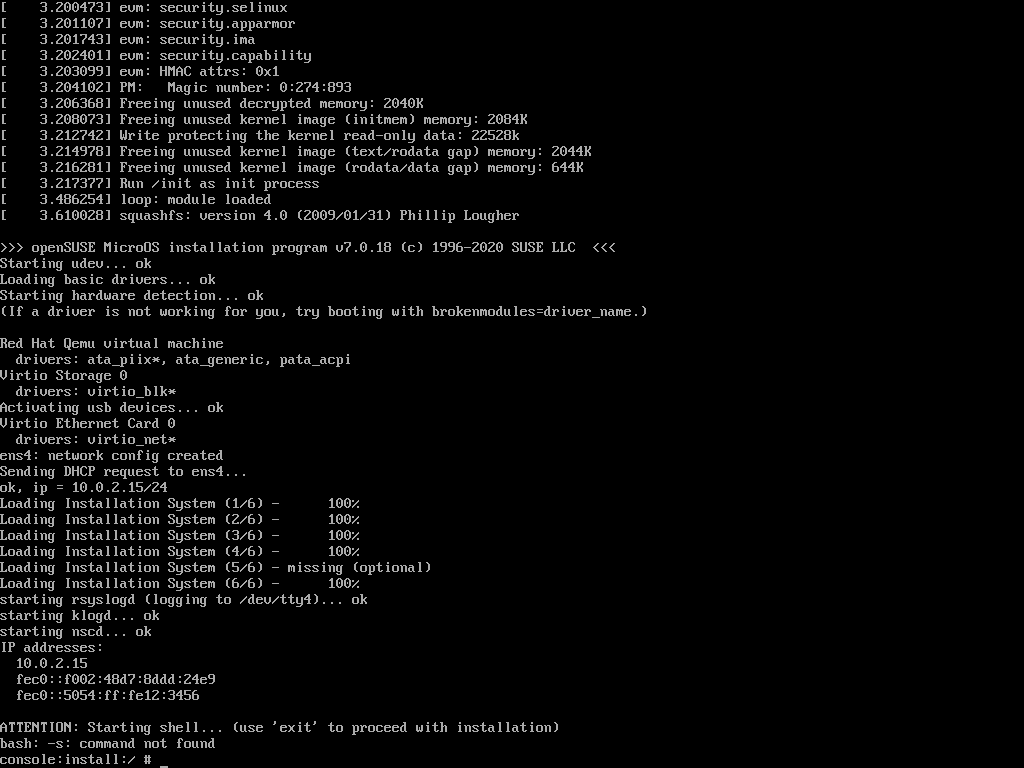 [    3.200473] evm: security.selinux
[    3.201107] evm: security.apparmor
[    3.201743] evm: security.ima
[    3.202401] evm: security.capability
[    3.203099] evm: HMAC attrs: 0x1
[    3.204102] PM:   Magic number: 0:274:893
[    3.206368] Freeing unused decrypted memory: 2040K
[    3.208073] Freeing unused kernel image (initmem) memory: 2084K
[    3.212742] Write protecting the kernel read-only data: 22528k
[    3.214978] Freeing unused kernel image (text/rodata gap) memory: 2044K
[    3.216281] Freeing unused kernel image (rodata/data gap) memory: 644K
[    3.217377] Run /init as init process
[    3.486254] loop: module loaded
[    3.610028] squashfs: version 4.0 (2009/01/31) Phillip Lougher

>>> openSUSE MicroOS installation program v7.0.18 (c) 1996-2020 SUSE LLC  <<<
Starting udev... ok
Loading basic drivers... ok
Starting hardware detection... ok
(If a driver is not working for you, try booting with brokenmodules=driver_name.)

Red Hat Qemu virtual machine
  drivers: ata_piix*, ata_generic, pata_acpi
Virtio Storage 0
  drivers: virtio_blk*
Activating usb devices... ok
Virtio Ethernet Card 0
  drivers: virtio_net*
ens4: network config created
Sending DHCP request to ens4...
ok, ip = 10.0.2.15/24
Loading Installation System (1/6) -      100%
Loading Installation System (2/6) -      100%
Loading Installation System (3/6) -      100%
Loading Installation System (4/6) -      100%
Loading Installation System (5/6) - missing (optional)
Loading Installation System (6/6) -      100%
starting rsyslogd (logging to /dev/tty4)... ok
starting klogd... ok
starting nscd... ok
IP addresses:
  10.0.2.15
  fec0::f002:48d7:8ddd:24e9
  fec0::5054:ff:fe12:3456

ATTENTION: Starting shell... (use 'exit' to proceed with installation)
bash: -s: command not found
console:install:/ # _